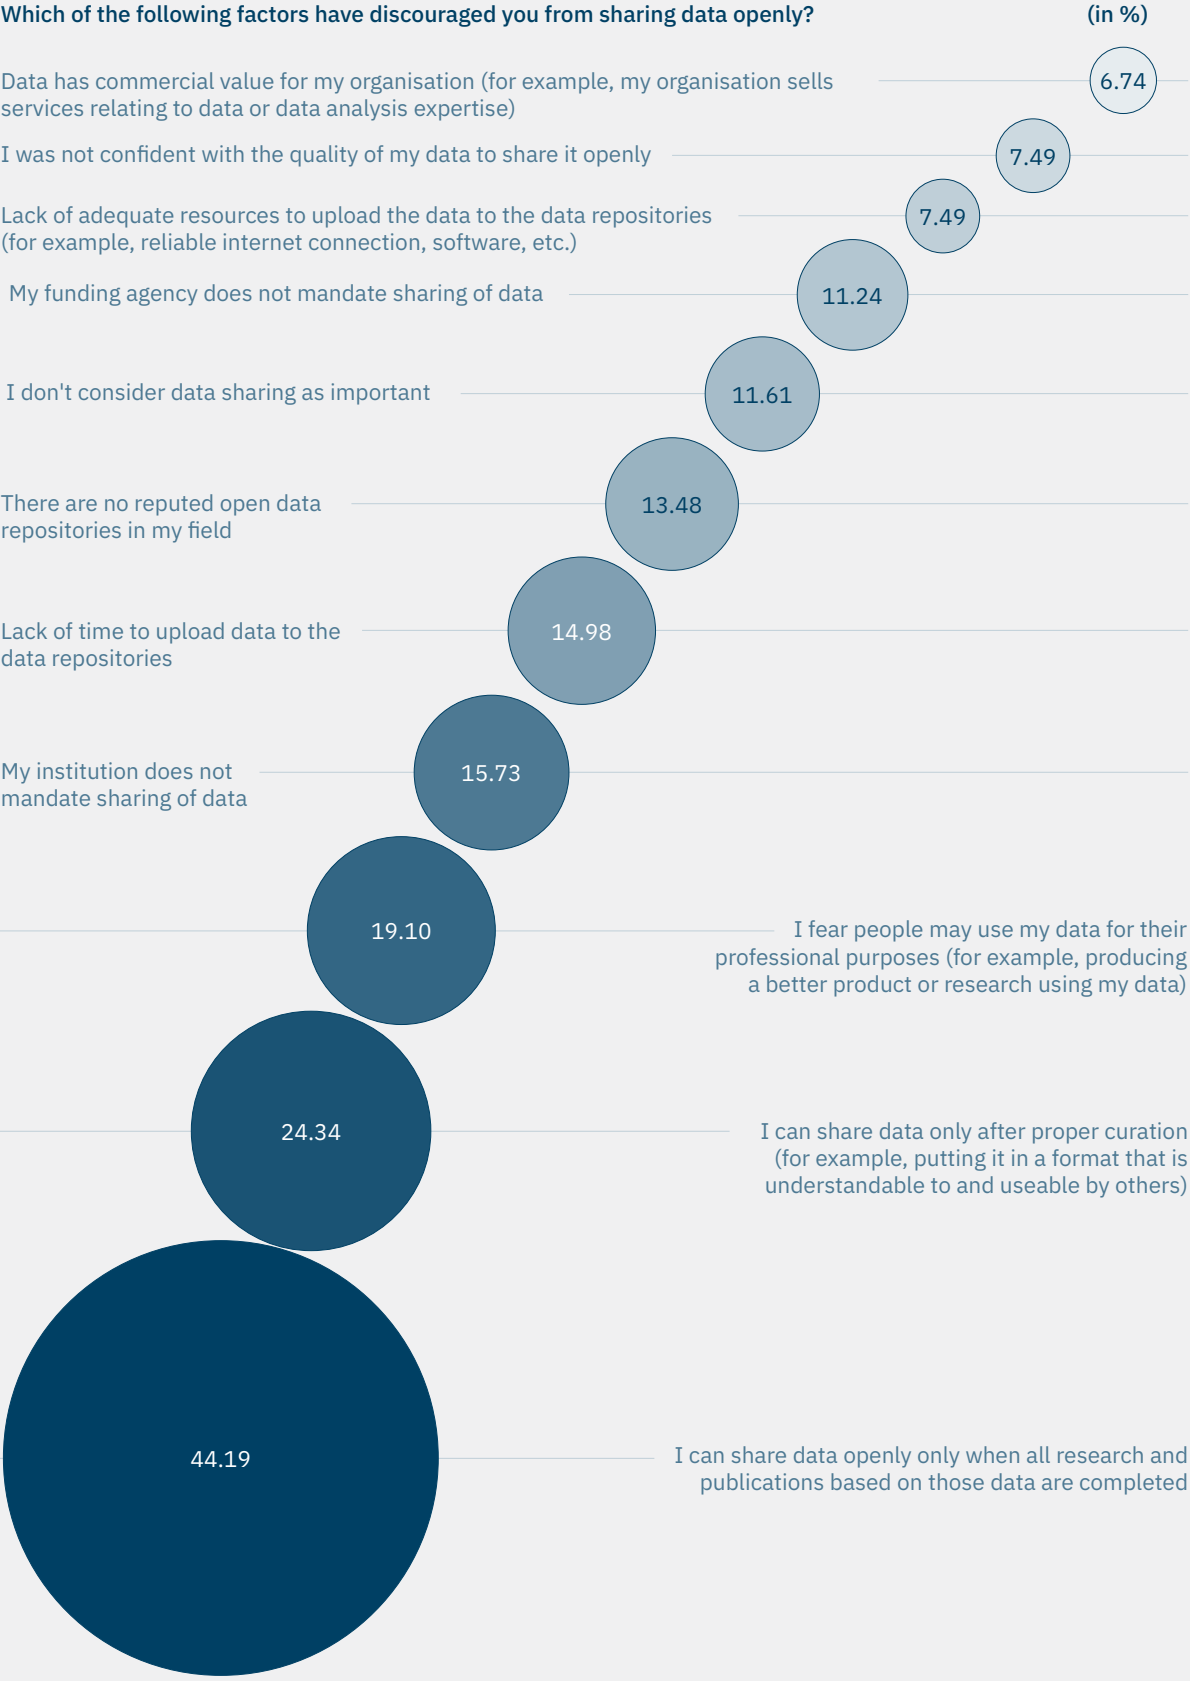 Which of the following factors have discouraged you from sharing data openly? (in %)
Data has commercial value for my organisation (for example, my organisation sells
services relating to data or data analysis expertise)
6.74
I was not confident with the quality of my data to share it openly
7.49
Lack of adequate resources to upload the data to the data repositories
(for example, reliable internet connection, software, etc.)
7.49
My funding agency does not mandate sharing of data
11.24
I don't consider data sharing as important
11.61
There are no reputed open data
repositories in my field
13.48
Lack of time to upload data to the
data repositories
14.98
My institution does not
mandate sharing of data
15.73
19.10
I fear people may use my data for their
professional purposes (for example, producing
a better product or research using my data)
24.34
I can share data only after proper curation
(for example, putting it in a format that is
understandable to and useable by others)
44.19
I can share data openly only when all research and
publications based on those data are completed